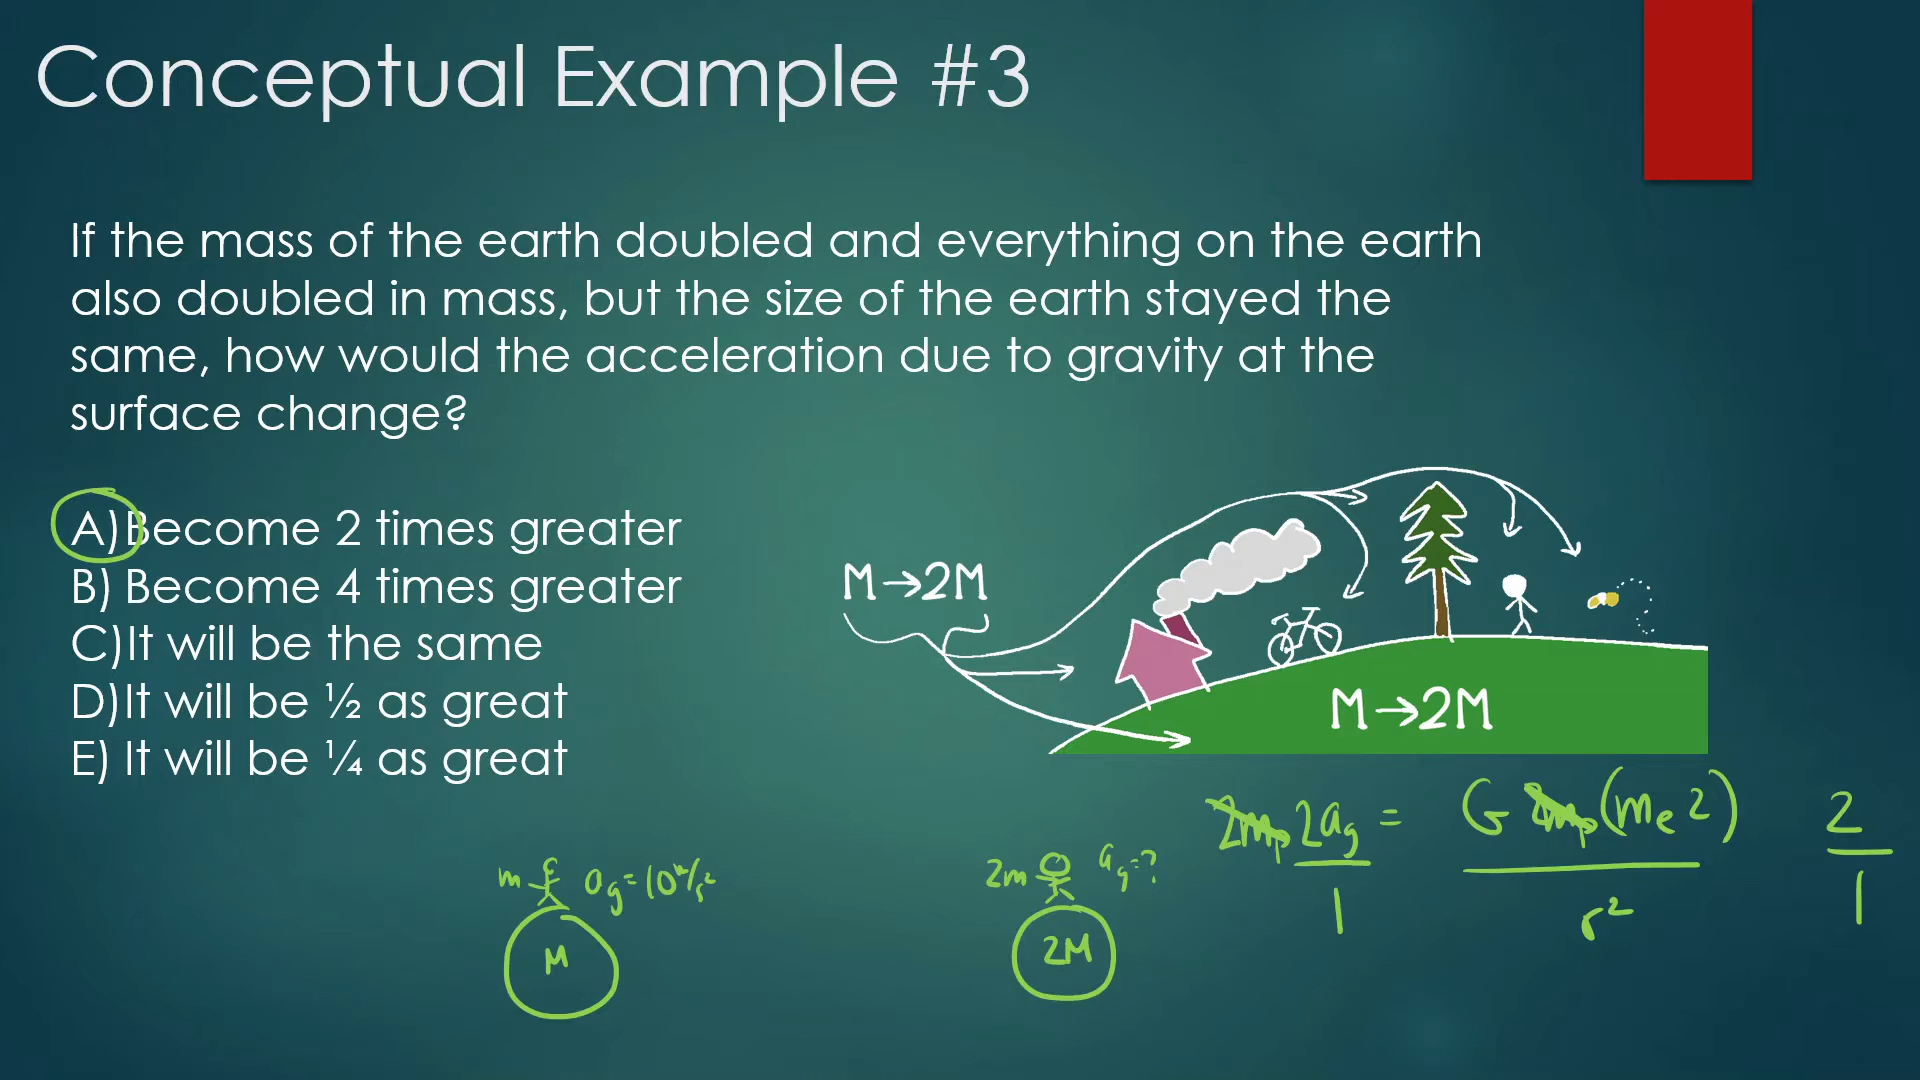 Conceptual Example #3
If the mass of the earth doubled and everything on the earth
also doubled in mass, but the size of the earth stayed the
same, how would the acceleration due to gravity at the
surface change?
A) Become 2 times greater
B) Become 4 times greater
C) It will be the same
D) It will be ½ as great
E) It will be ¼ as great
M→2M
M→2M
m a_g = 10 m/s²
M
2m a_g = ?
2M
2m_p 2a_g = G 2m_p (m_e 2)
1 r²
2
1